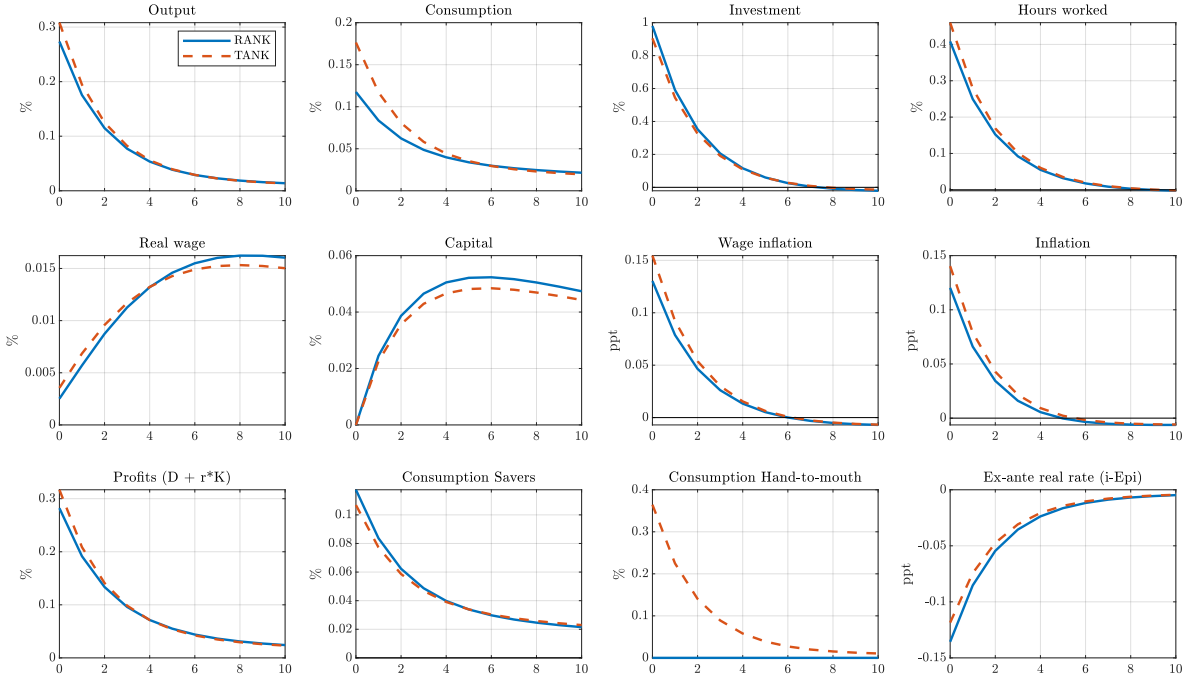 Output
Consumption
Investment
Hours worked
0.3
0.2
0.1
0
%
RANK
TANK
0 2 4 6 8 10
0.2
0.15
0.1
0.05
0
%
0 2 4 6 8 10
1
0.8
0.6
0.4
0.2
0
%
0 2 4 6 8 10
0.4
0.3
0.2
0.1
0
%
0 2 4 6 8 10
Real wage
Capital
Wage inflation
Inflation
0.015
0.01
0.005
0
%
0 2 4 6 8 10
0.06
0.04
0.02
0
%
0 2 4 6 8 10
0.15
0.1
0.05
0
ppt
0 2 4 6 8 10
0.15
0.1
0.05
0
ppt
0 2 4 6 8 10
Profits (D + r*K)
Consumption Savers
Consumption Hand-to-mouth
Ex-ante real rate (i-Epi)
0.3
0.2
0.1
0
%
0 2 4 6 8 10
0.1
0.08
0.06
0.04
0.02
0
%
0 2 4 6 8 10
0.4
0.3
0.2
0.1
0
%
0 2 4 6 8 10
0
-0.05
-0.1
-0.15
ppt
0 2 4 6 8 10